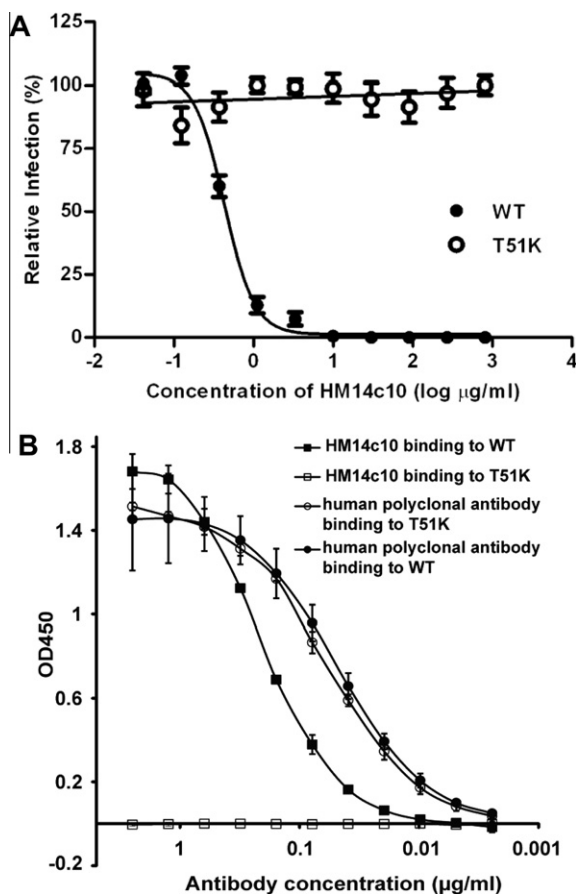 A
Relative Infection (%)
125
100
75
50
25
0
WT
T51K
-2 -1 0 1 2 3
Concentration of HM14c10 (log μg/ml)
B
OD450
1.8
1.4
1
0.6
0.2
-0.2
HM14c10 binding to WT
HM14c10 binding to T51K
human polyclonal antibody
binding to T51K
human polyclonal antibody
binding to WT
1 0.1 0.01 0.001
Antibody concentration (μg/ml)